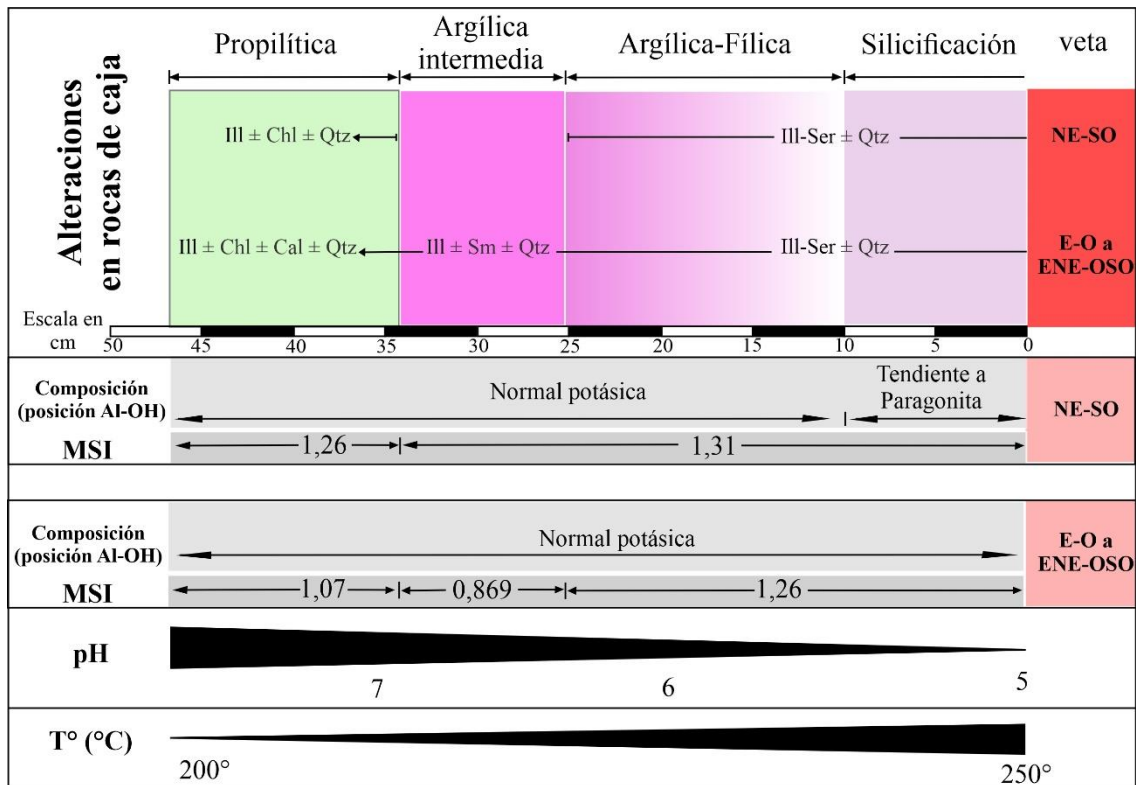 Alteraciones
en rocas de caja
Propilítica
Argílica
intermedia
Argílica-Fílica
Silicificación
veta
Ill ± Chl ± Qtz
Ill-Ser ± Qtz
NE-SO
Ill ± Chl ± Cal ± Qtz
Ill ± Sm ± Qtz
Ill-Ser ± Qtz
E-O a
ENE-OSO
Escala en
cm
50 45 40 35 30 25 20 15 10 5 0
Composición
(posición Al-OH)
Normal potásica
Tendiente a
Paragonita
NE-SO
MSI
1,26
1,31
Composición
(posición Al-OH)
Normal potásica
E-O a
ENE-OSO
MSI
1,07
0,869
1,26
pH
7 6 5
T° (°C)
200° 250°